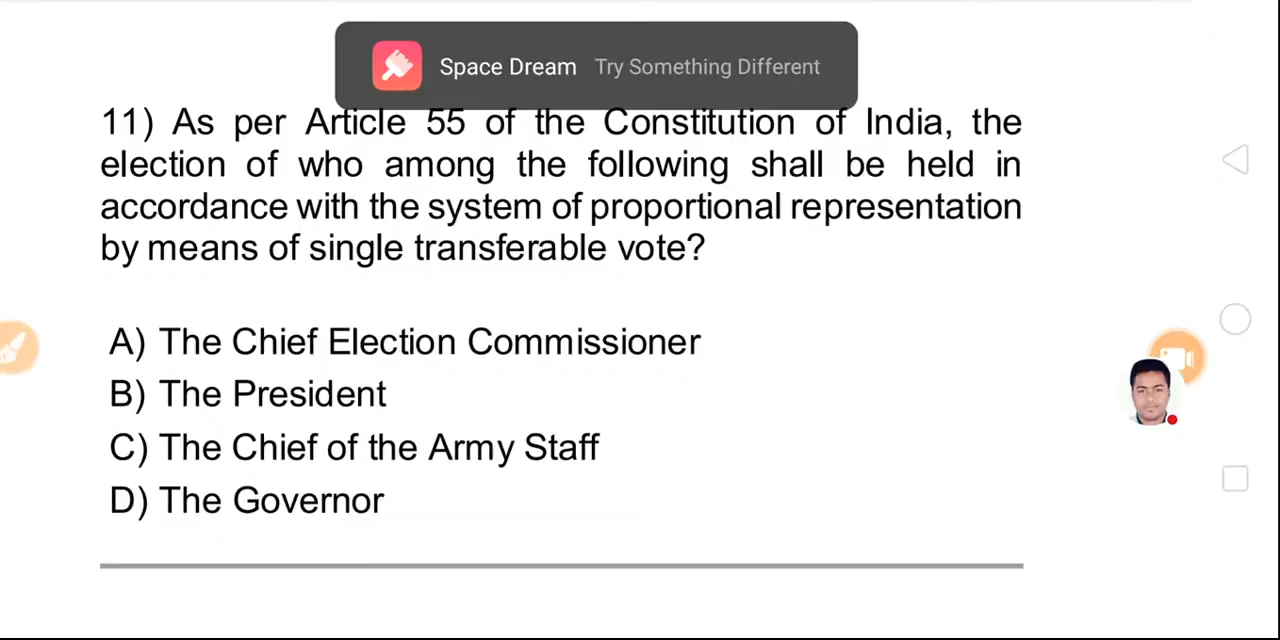 Space Dream Try Something Different
11) As per Article 55 of the Constitution of India, the
election of who among the following shall be held in
accordance with the system of proportional representation
by means of single transferable vote?
A) The Chief Election Commissioner
B) The President
C) The Chief of the Army Staff
D) The Governor